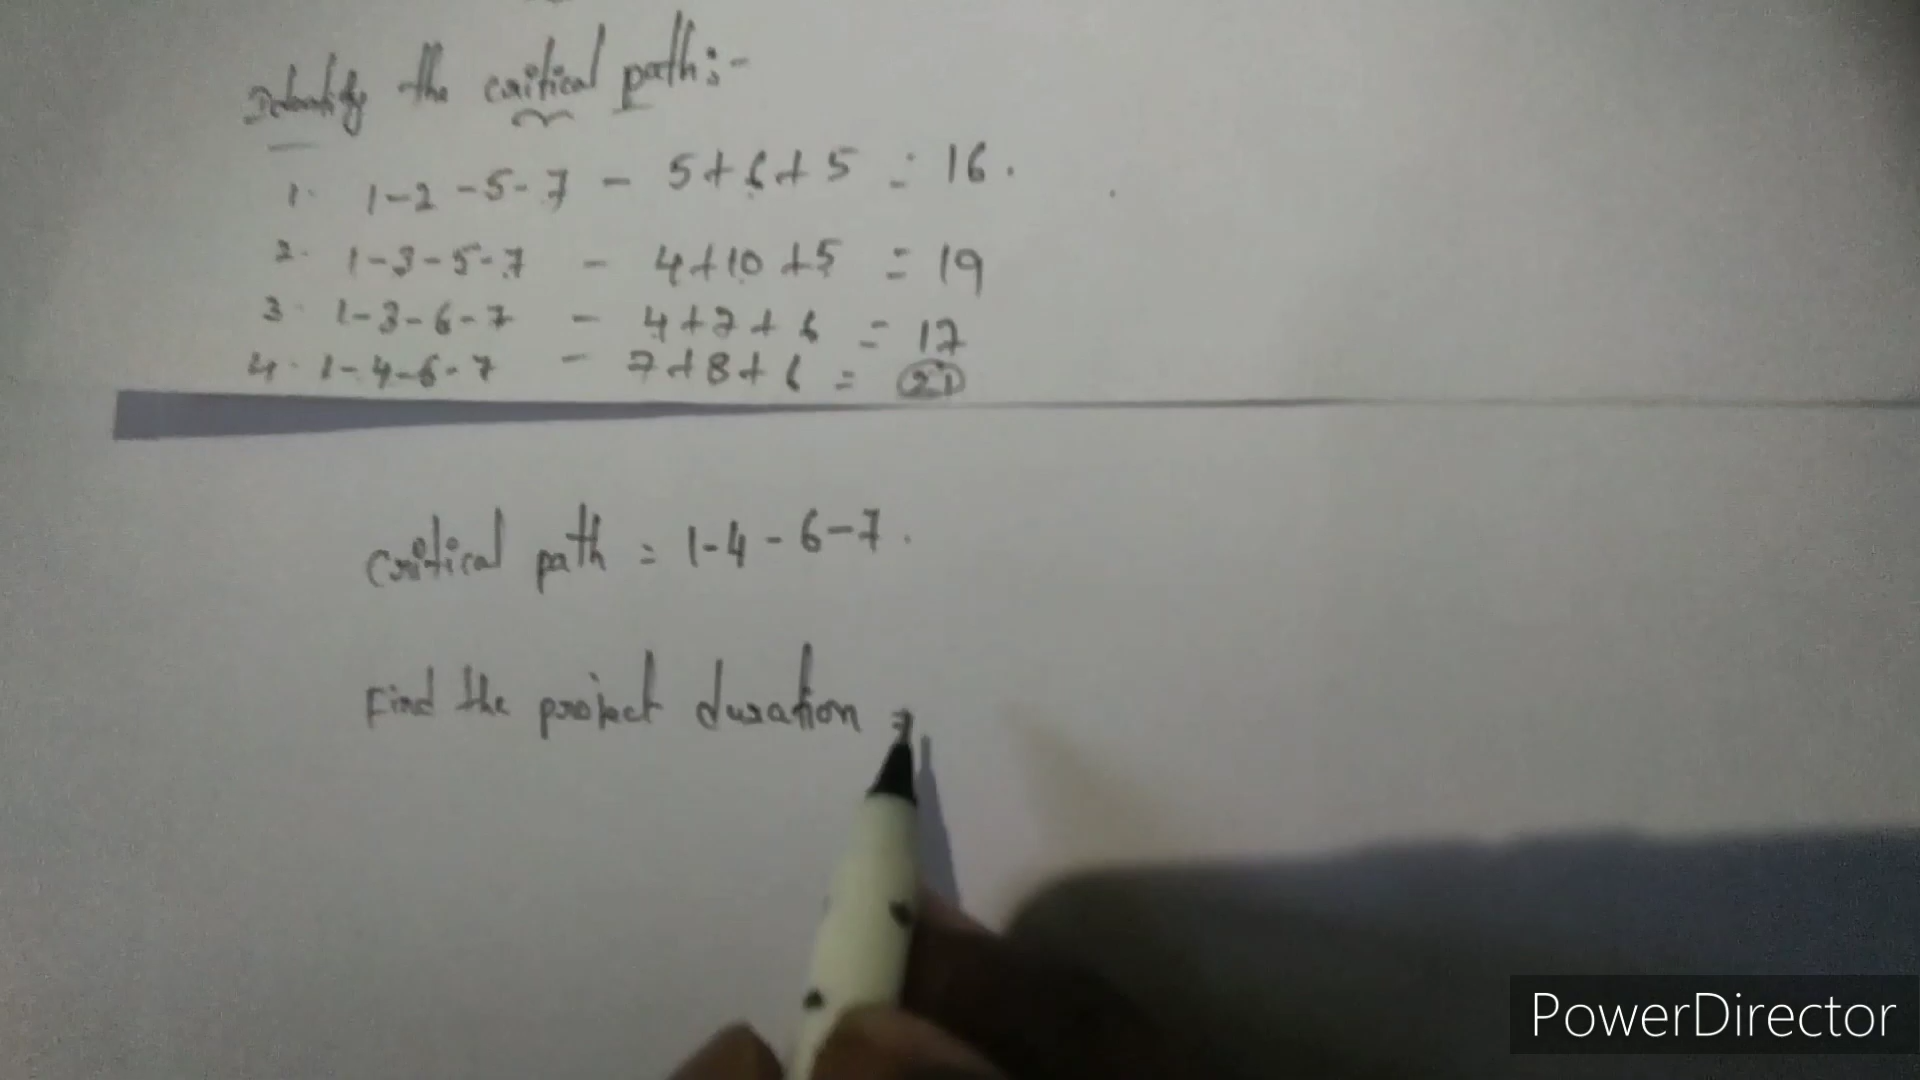 Identify the critical path:-
1. 1-2-5-7 - 5+6+5 = 16.
2. 1-3-5-7 - 4+10+5 = 19
3. 1-3-6-7 - 4+7+6 = 17
4. 1-4-6-7 - 7+8+6 = 21
critical path = 1-4-6-7.
Find the project duration =
PowerDirector